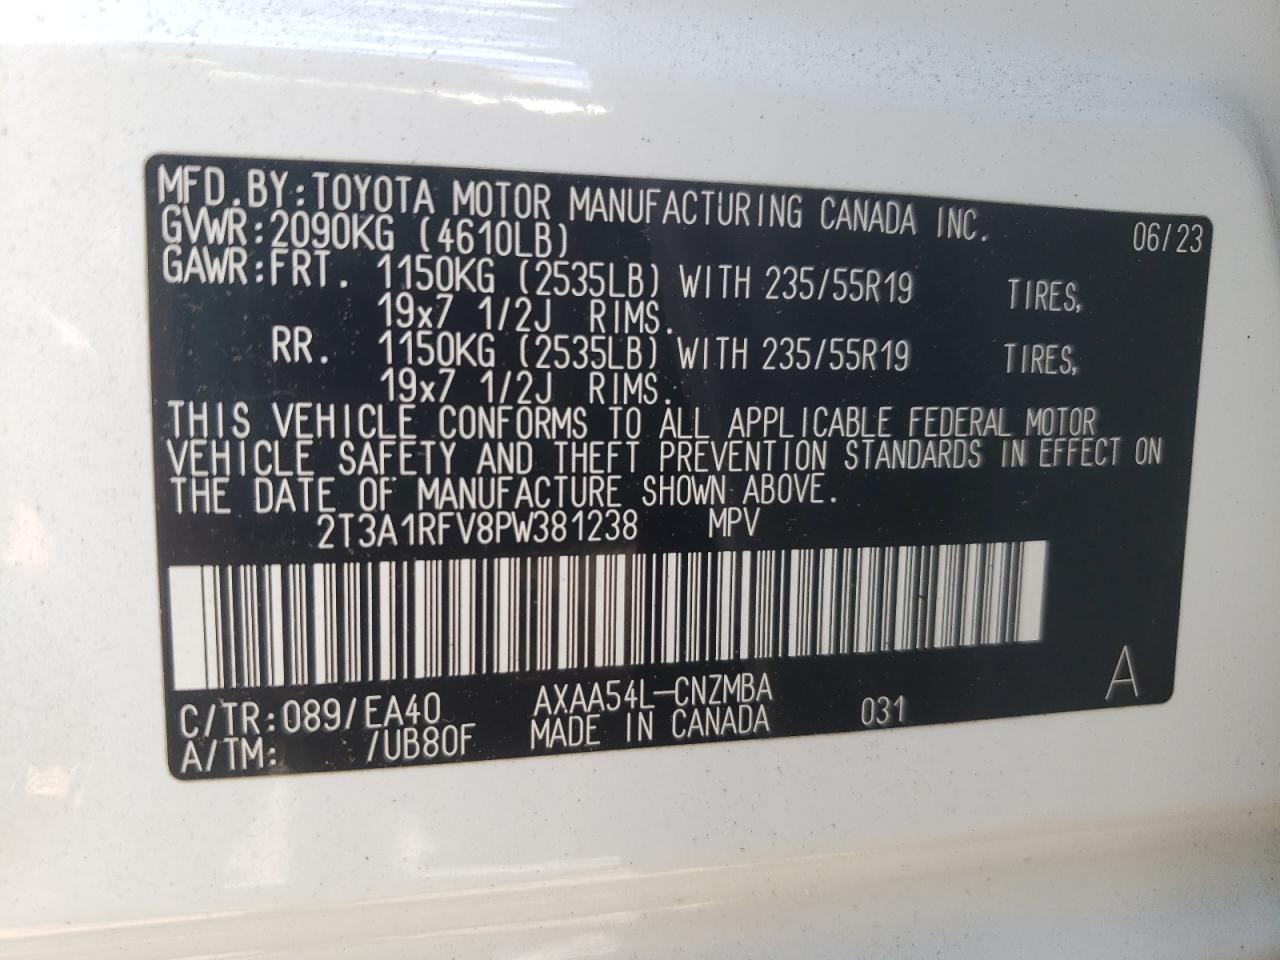 MFD.BY:TOYOTA MOTOR MANUFACTURING CANADA INC. 06/23
GVWR:2090KG (4610LB)
GAWR:FRT. 1150KG (2535LB) WITH 235/55R19 TIRES,
19x7 1/2J RIMS.
RR. 1150KG (2535LB) WITH 235/55R19 TIRES,
19x7 1/2J RIMS.
THIS VEHICLE CONFORMS TO ALL APPLICABLE FEDERAL MOTOR
VEHICLE SAFETY AND THEFT PREVENTION STANDARDS IN EFFECT ON
THE DATE OF MANUFACTURE SHOWN ABOVE.
2T3A1RFV8PW381238 MPV
C/TR:089/EA40 AXAA54L-CNZMBA A
A/TM: /UB80F MADE IN CANADA 031